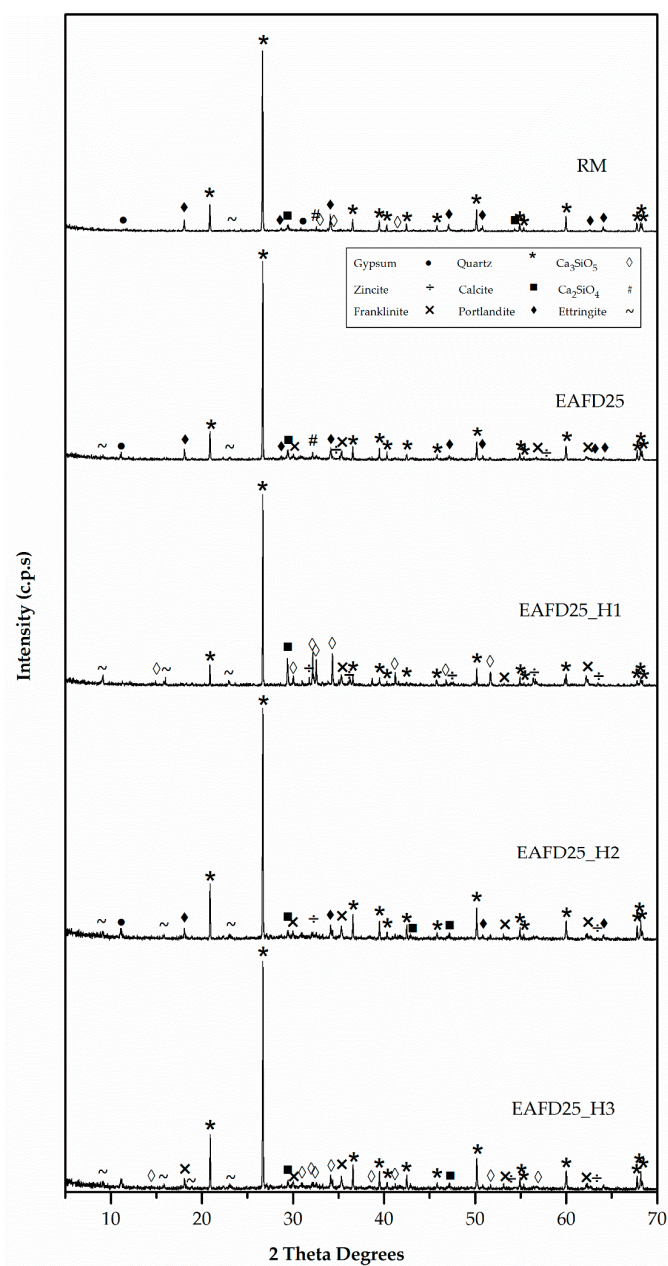 RM
Gypsum ● Quartz * Ca₃SiO₅ ◊
Zincite ÷ Calcite ■ Ca₂SiO₄ #
Franklinite × Portlandite ♦ Ettringite ~
EAFD25
EAFD25_H1
EAFD25_H2
EAFD25_H3
Intensity (c.p.s)
10 20 30 40 50 60 70
2 Theta Degrees